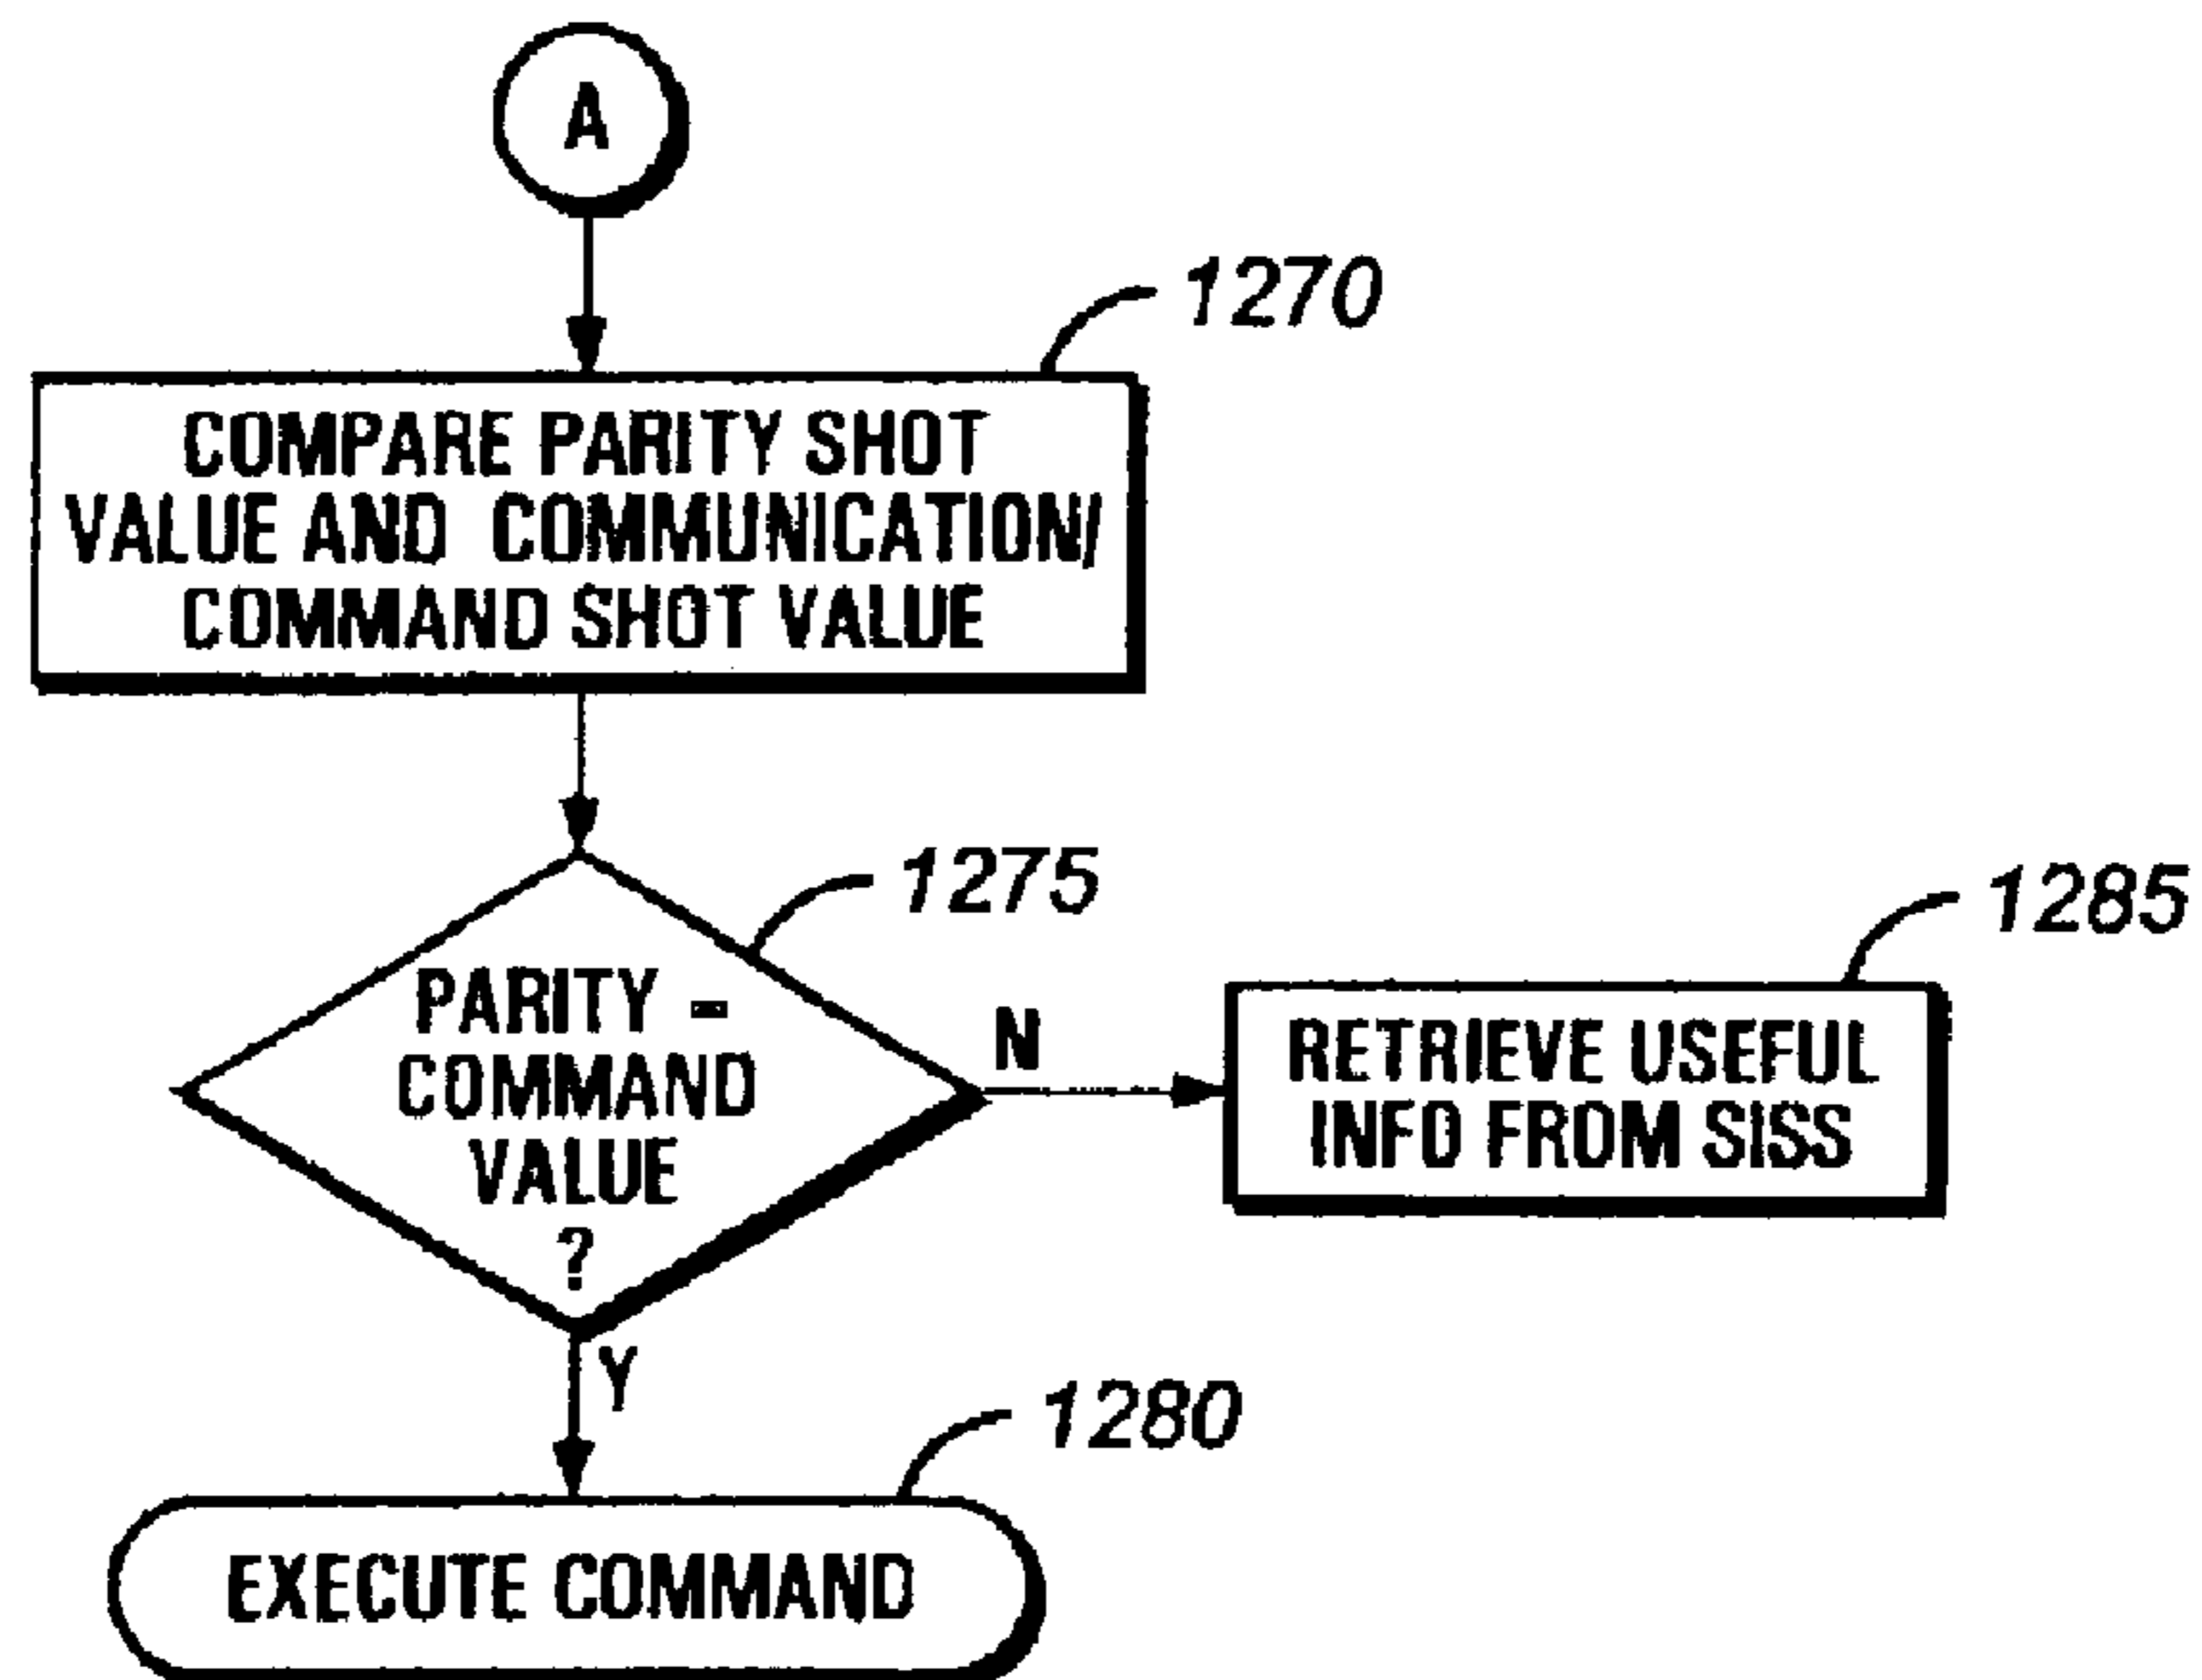 A
1270
COMPARE PARITY SHOT
VALUE AND COMMUNICATION/
COMMAND SHOT VALUE
1275
PARITY =
COMMAND
VALUE
?
N
1285
RETRIEVE USEFUL
INFO FROM SISS
Y
1280
EXECUTE COMMAND